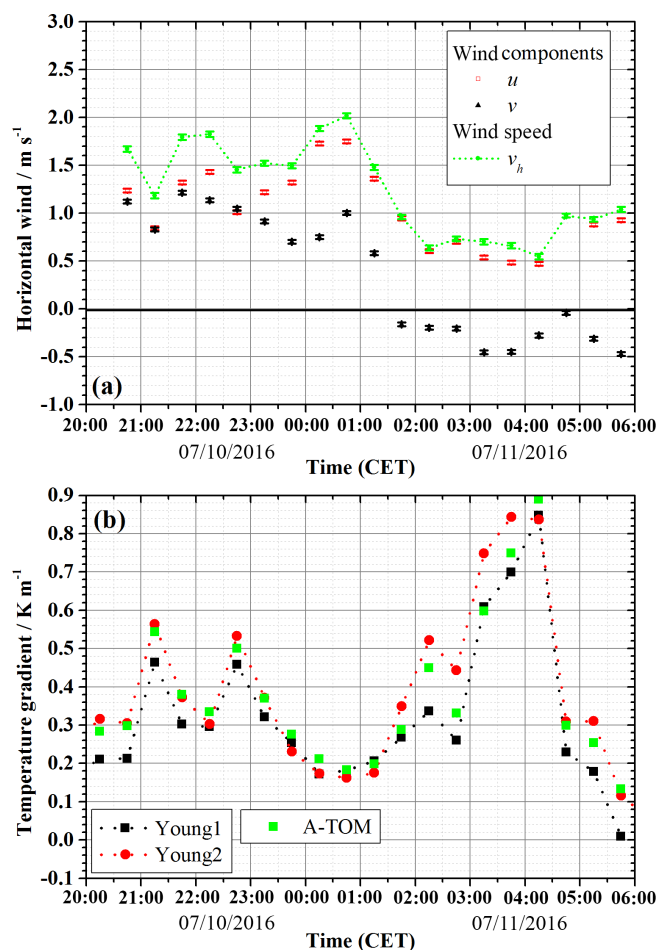 3.0
2.5
2.0
1.5
1.0
0.5
0.0
-0.5
-1.0
Horizontal wind / m s⁻¹
Wind components
u
v
Wind speed
v_h
(a)
20:00 21:00 22:00 23:00 00:00 01:00 02:00 03:00 04:00 05:00 06:00
07/10/2016 07/11/2016
Time (CET)
(b)
0.9
0.8
0.7
0.6
0.5
0.4
0.3
0.2
0.1
0.0
-0.1
Temperature gradient / K m⁻¹
Young1
Young2
A-TOM
20:00 21:00 22:00 23:00 00:00 01:00 02:00 03:00 04:00 05:00 06:00
07/10/2016 07/11/2016
Time (CET)